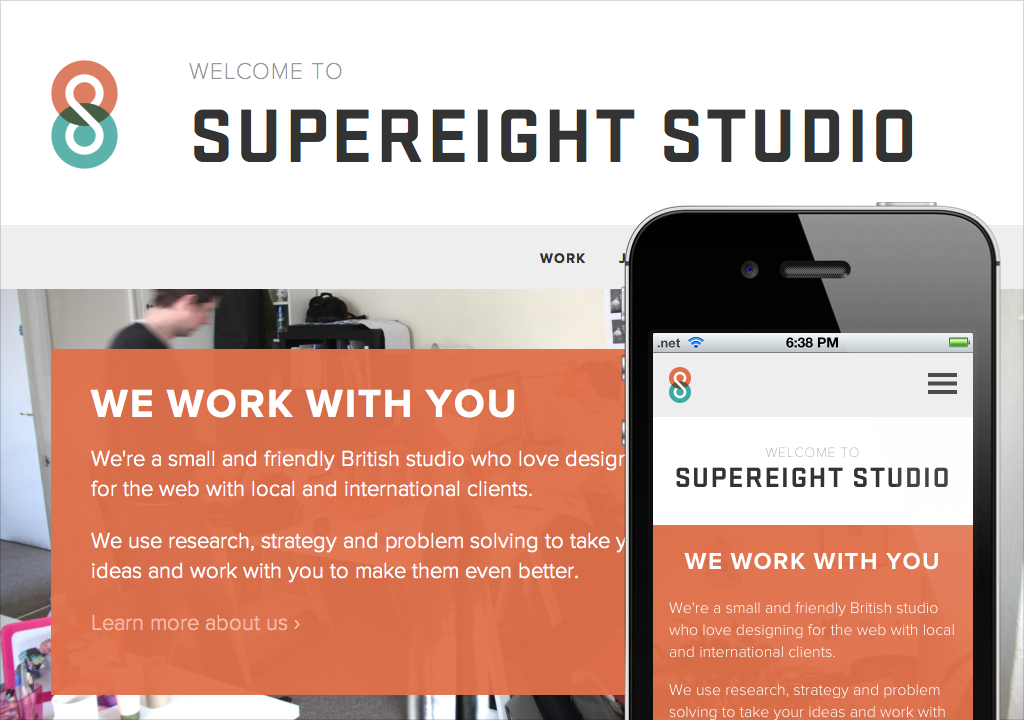 WELCOME TO
SUPEREIGHT STUDIO
WORK
WE WORK WITH YOU
We're a small and friendly British studio who love
for the web with local and international clients.
We use research, strategy and problem solving to take
ideas and work with you to make them even better.
Learn more about us ›
.net 6:38 PM
WELCOME TO
SUPEREIGHT STUDIO
WE WORK WITH YOU
We're a small and friendly British studio
who love designing for the web with local
and international clients.
We use research, strategy and problem
solving to take your ideas and work with